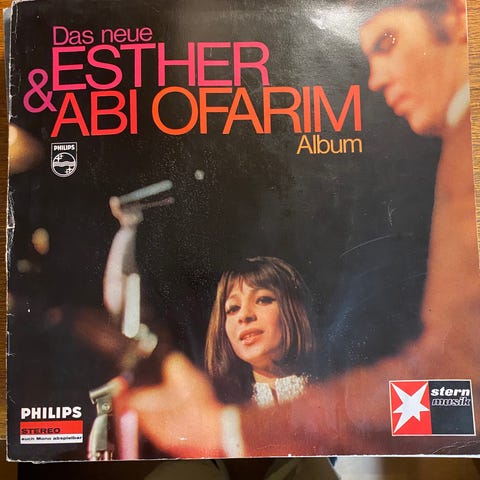 Das neue
ESTHER
& ABI OFARIM
Album
PHILIPS
stern
musik
PHILIPS
STEREO
auch Mono abspielbar